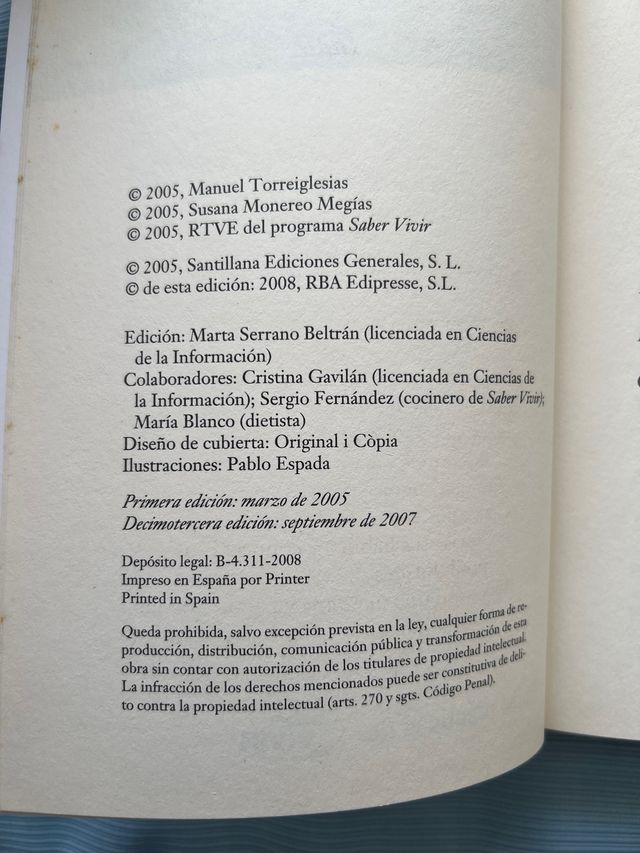 © 2005, Manuel Torreiglesias
© 2005, Susana Monereo Megías
© 2005, RTVE del programa Saber Vivir
© 2005, Santillana Ediciones Generales, S. L.
© de esta edición: 2008, RBA Edipresse, S.L.
Edición: Marta Serrano Beltrán (licenciada en Ciencias
de la Información)
Colaboradores: Cristina Gavilán (licenciada en Ciencias de
la Información); Sergio Fernández (cocinero de Saber Vivir);
María Blanco (dietista)
Diseño de cubierta: Original i Còpia
Ilustraciones: Pablo Espada
Primera edición: marzo de 2005
Decimotercera edición: septiembre de 2007
Depósito legal: B-4.311-2008
Impreso en España por Printer
Printed in Spain
Queda prohibida, salvo excepción prevista en la ley, cualquier forma de re-
producción, distribución, comunicación pública y transformación de esta
obra sin contar con autorización de los titulares de propiedad intelectual.
La infracción de los derechos mencionados puede ser constitutiva de deli-
to contra la propiedad intelectual (arts. 270 y sgts. Código Penal).